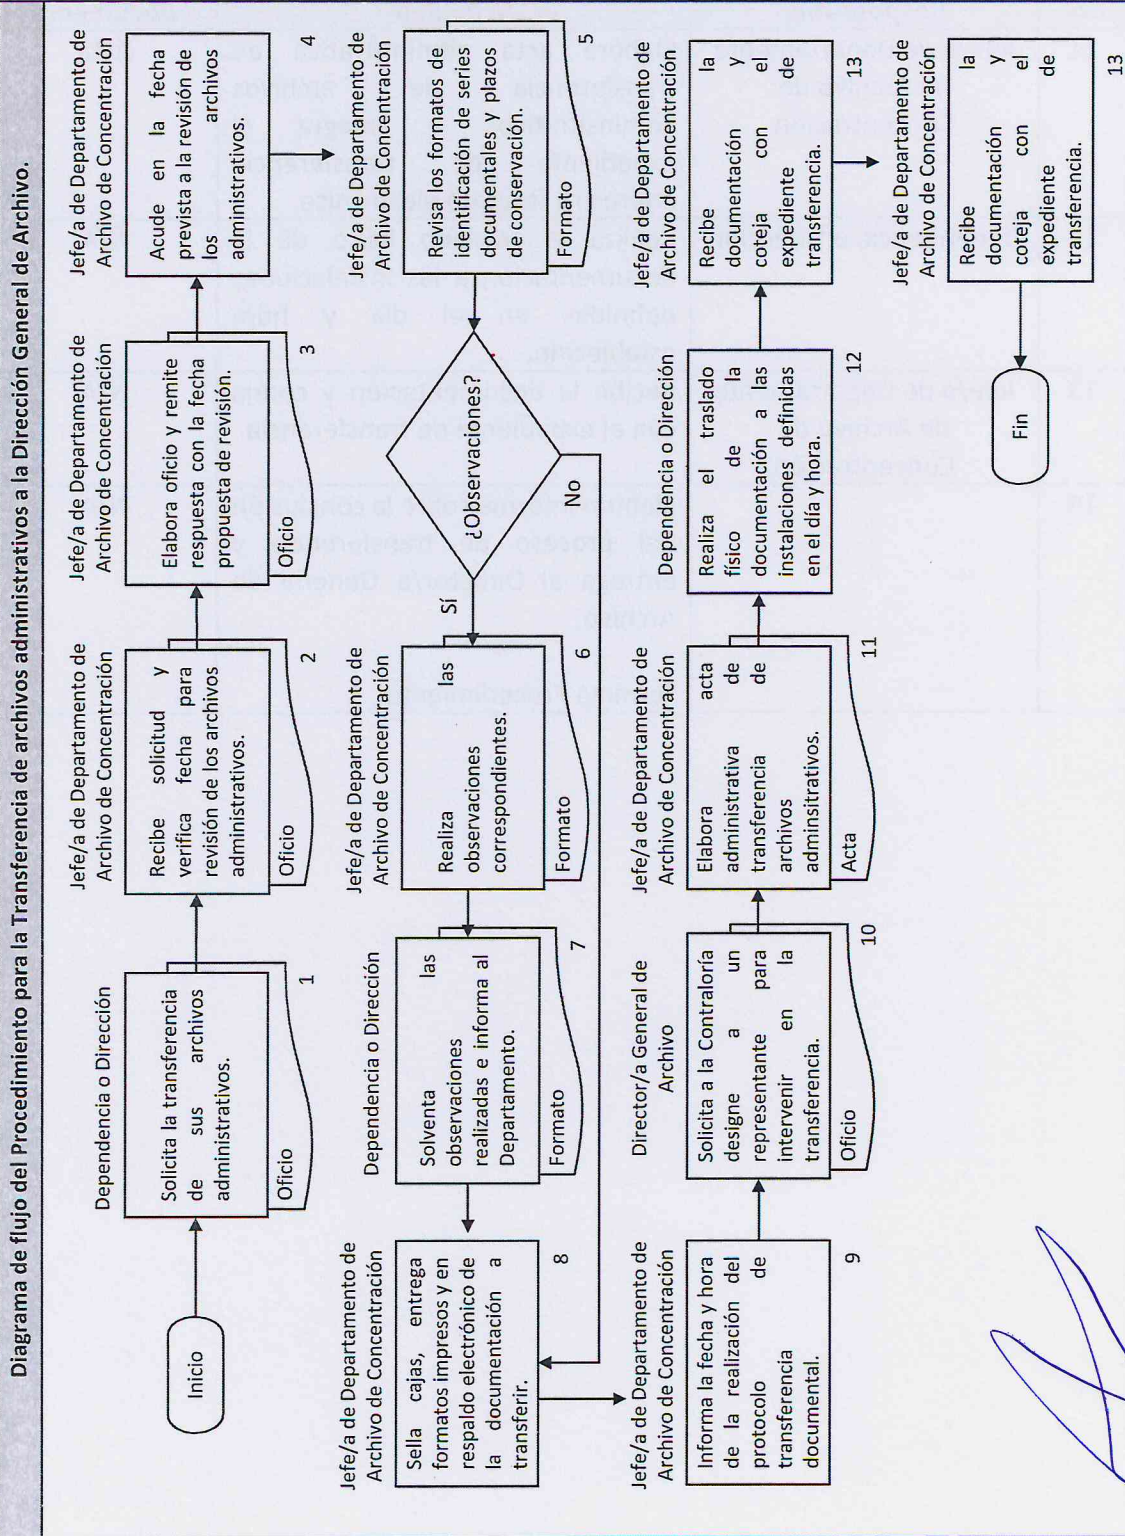 Diagrama de flujo del Procedimiento para la Transferencia de archivos administrativos a la Dirección General de Archivo.
Inicio
Dependencia o Dirección
Solicita la transferencia
de sus archivos
administrativos.
Oficio
1
Jefe/a de Departamento de
Archivo de Concentración
Recibe solicitud y
verifica fecha para
revisión de los archivos
administrativos.
Oficio
2
Jefe/a de Departamento de
Archivo de Concentración
Elabora oficio y remite
respuesta con la fecha
propuesta de revisión.
Oficio
3
Jefe/a de Departamento de
Archivo de Concentración
Acude en la fecha
prevista a la revisión de
los archivos
administrativos.
4
Jefe/a de Departamento de
Archivo de Concentración
Revisa los formatos de
identificación de series
documentales y plazos
de conservación.
Formato
5
¿Observaciones?
Sí
No
Jefe/a de Departamento de
Archivo de Concentración
Realiza las
observaciones
correspondientes.
Formato
6
Dependencia o Dirección
Solventa las
observaciones
realizadas e informa al
Departamento.
Formato
7
Jefe/a de Departamento de
Archivo de Concentración
Sella cajas, entrega
formatos impresos y en
respaldo electrónico de
la documentación a
transferir.
8
Jefe/a de Departamento de
Archivo de Concentración
Informa la fecha y hora
de la realización del
protocolo de
transferencia
documental.
9
Director/a General de
Archivo
Solicita a la Contraloría
designe a un
representante para
intervenir en la
transferencia.
Oficio
10
Jefe/a de Departamento de
Archivo de Concentración
Elabora acta
administrativa de
transferencia de
archivos
adminsitrativos.
Acta
11
Dependencia o Dirección
Realiza el traslado
físico de la
documentación a las
instalaciones definidas
en el día y hora.
12
Jefe/a de Departamento de
Archivo de Concentración
Recibe la
documentación y
coteja con el
expediente de
transferencia.
13
Jefe/a de Departamento de
Archivo de Concentración
Recibe la
documentación y
coteja con el
expediente de
transferencia.
13
Fin